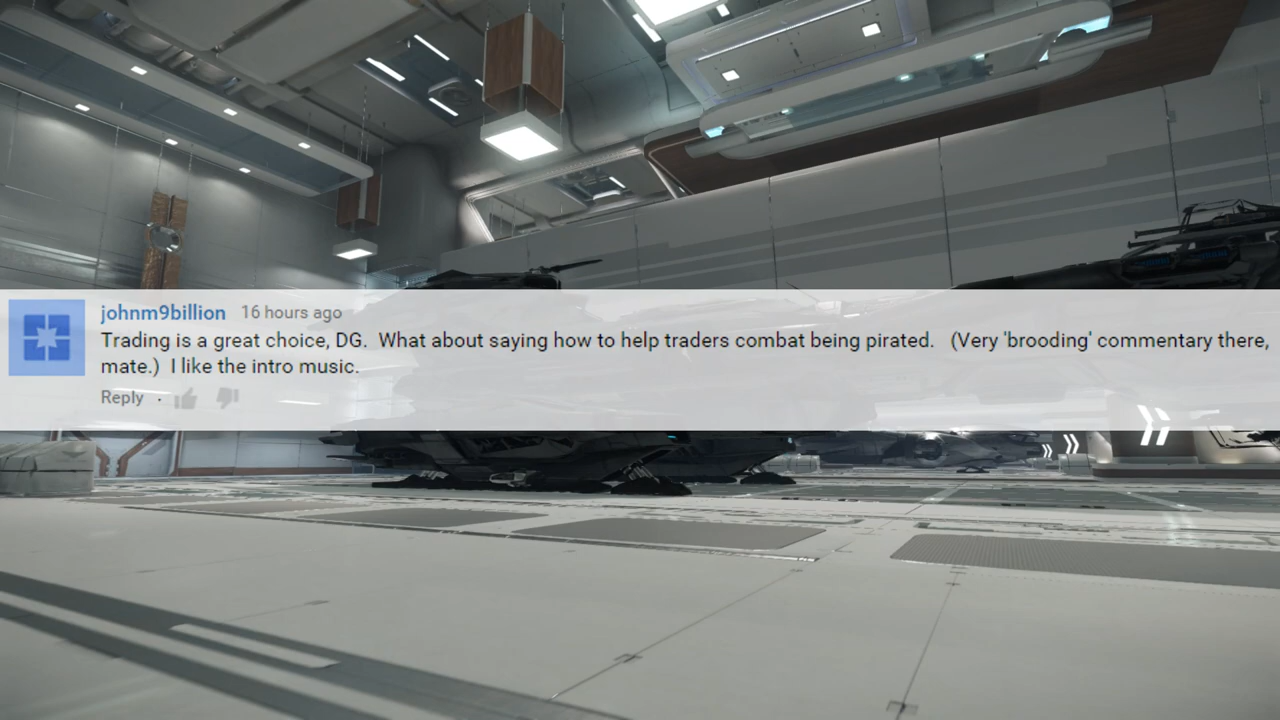 johnm9billion 16 hours ago
Trading is a great choice, DG.  What about saying how to help traders combat being pirated.   (Very 'brooding' commentary there,
mate.)  I like the intro music.
Reply ·